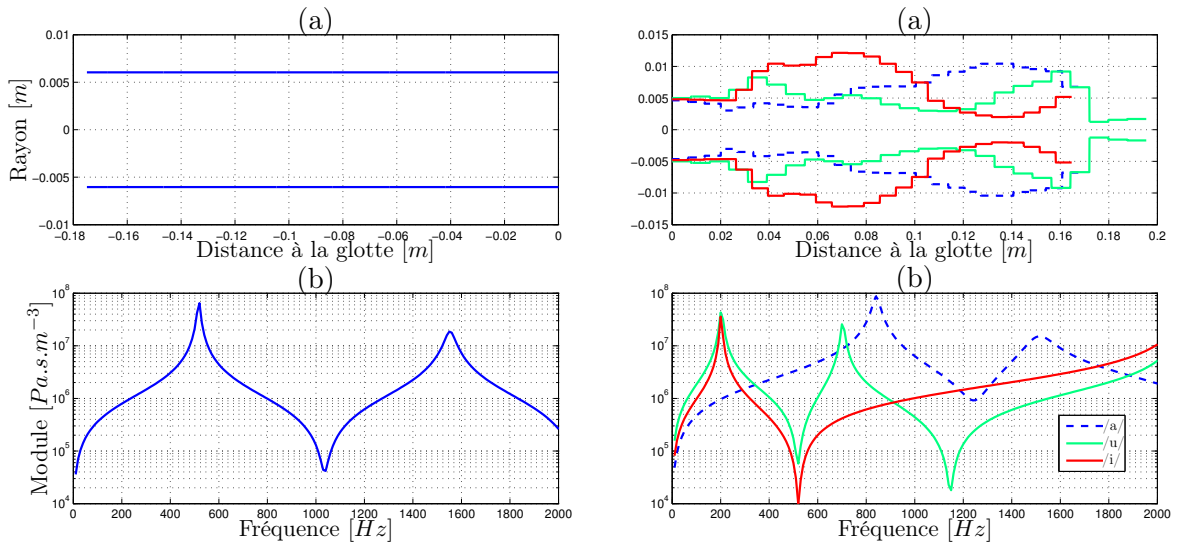 (a)
0.01
0.005
0
-0.005
-0.01
Rayon [m]
-0.18 -0.16 -0.14 -0.12 -0.1 -0.08 -0.06 -0.04 -0.02 0
Distance à la glotte [m]
(a)
0.015
0.01
0.005
0
-0.005
-0.01
-0.015
0 0.02 0.04 0.06 0.08 0.1 0.12 0.14 0.16 0.18 0.2
Distance à la glotte [m]
(b)
10^8
10^7
10^6
10^5
10^4
Module [Pa.s.m^{-3}]
0 200 400 600 800 1000 1200 1400 1600 1800 2000
Fréquence [Hz]
(b)
10^8
10^7
10^6
10^5
10^4
/a/
/u/
/i/
0 200 400 600 800 1000 1200 1400 1600 1800 2000
Fréquence [Hz]